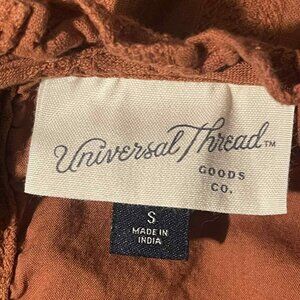 Universal Thread™
GOODS
CO.
S
MADE IN
INDIA